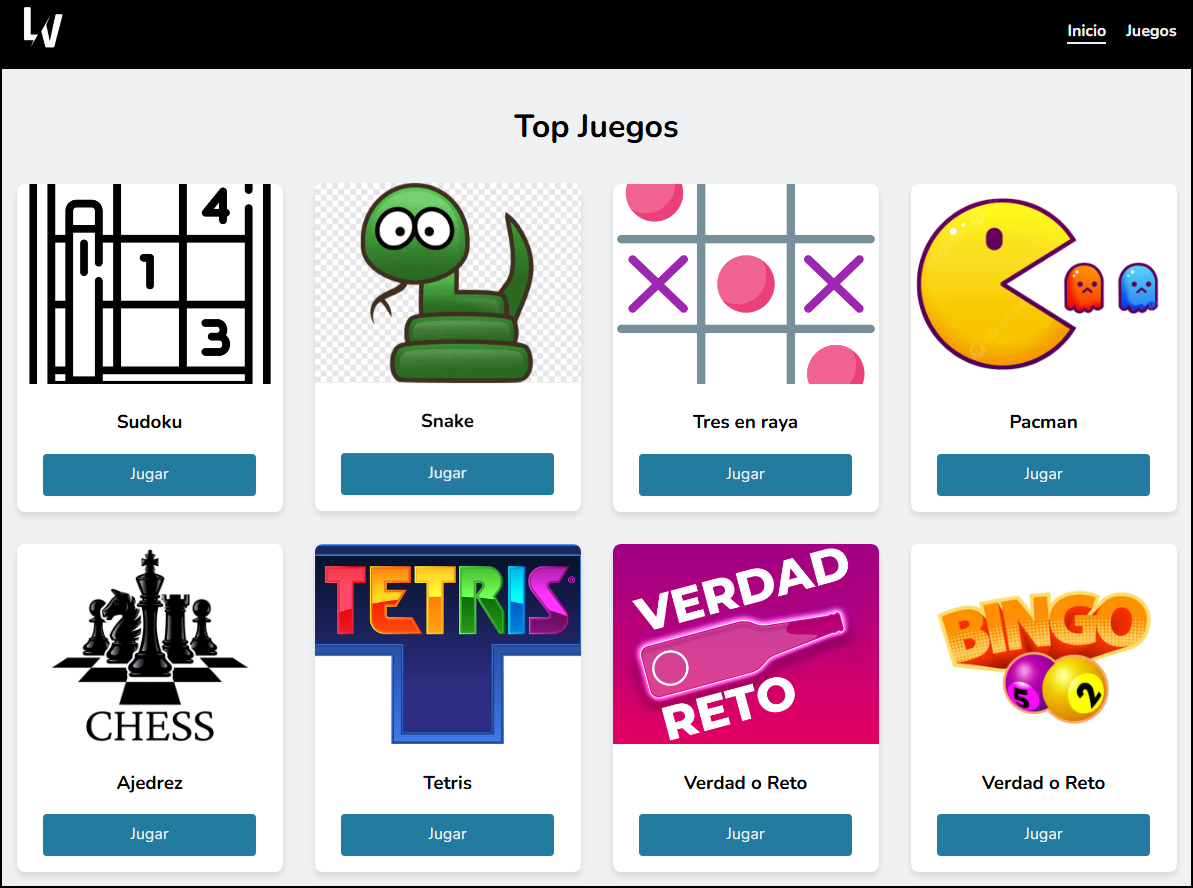 LV
Inicio Juegos
Top Juegos
4
1
3
Sudoku
Snake
Tres en raya
Pacman
Jugar
Jugar
Jugar
Jugar
CHESS
TETRIS®
VERDAD
RETO
BINGO
5 2
Ajedrez
Tetris
Verdad o Reto
Verdad o Reto
Jugar
Jugar
Jugar
Jugar